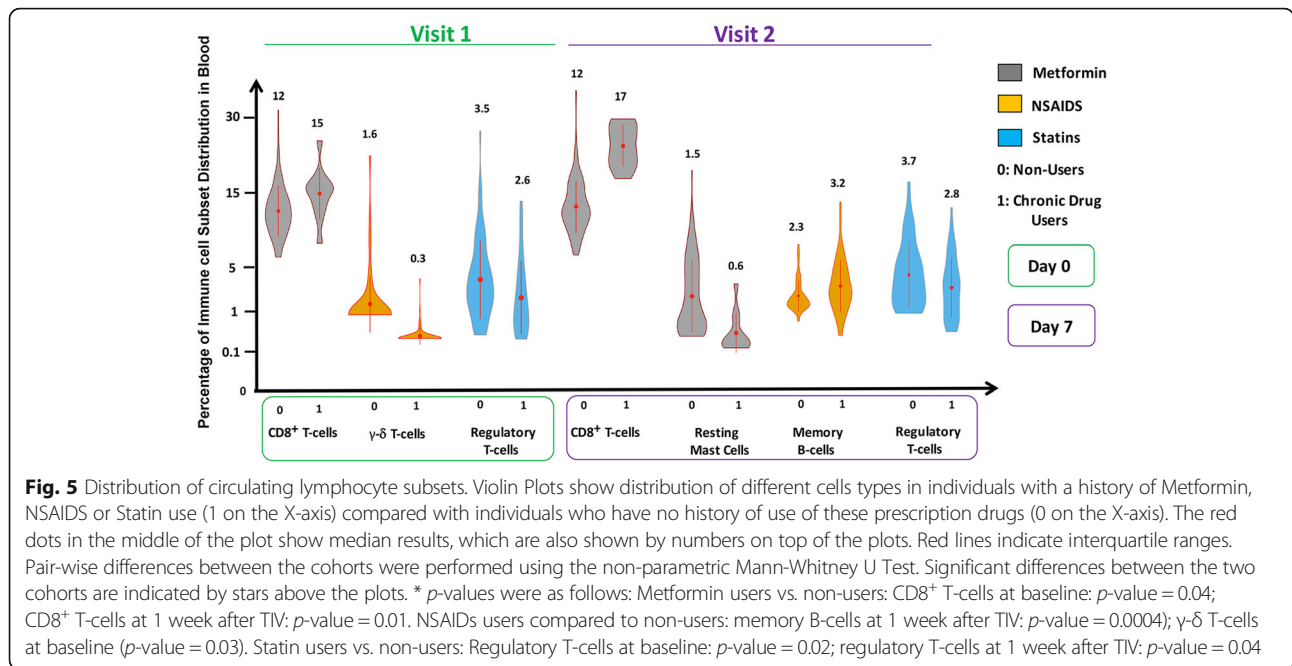 Visit 1
Visit 2
Percentage of Immune cell Subset Distribution in Blood
30
15
5
1
0.1
0
12
15
1.6
0.3
3.5
2.6
12
17
1.5
0.6
2.3
3.2
3.7
2.8
Metformin
NSAIDS
Statins
0: Non-Users
1: Chronic Drug
Users
Day 0
Day 7
0 1 0 1 0 1 0 1 0 1 0 1 0 1
CD8+ T-cells
γ-δ T-cells
Regulatory
T-cells
CD8+ T-cells
Resting
Mast Cells
Memory
B-cells
Regulatory
T-cells
Fig. 5 Distribution of circulating lymphocyte subsets. Violin Plots show distribution of different cells types in individuals with a history of Metformin,
NSAIDS or Statin use (1 on the X-axis) compared with individuals who have no history of use of these prescription drugs (0 on the X-axis). The red
dots in the middle of the plot show median results, which are also shown by numbers on top of the plots. Red lines indicate interquartile ranges.
Pair-wise differences between the cohorts were performed using the non-parametric Mann-Whitney U Test. Significant differences between the two
cohorts are indicated by stars above the plots. * p-values were as follows: Metformin users vs. non-users: CD8+ T-cells at baseline: p-value = 0.04;
CD8+ T-cells at 1 week after TIV: p-value = 0.01. NSAIDs users compared to non-users: memory B-cells at 1 week after TIV: p-value = 0.0004); γ-δ T-cells
at baseline (p-value = 0.03). Statin users vs. non-users: Regulatory T-cells at baseline: p-value = 0.02; regulatory T-cells at 1 week after TIV: p-value = 0.04